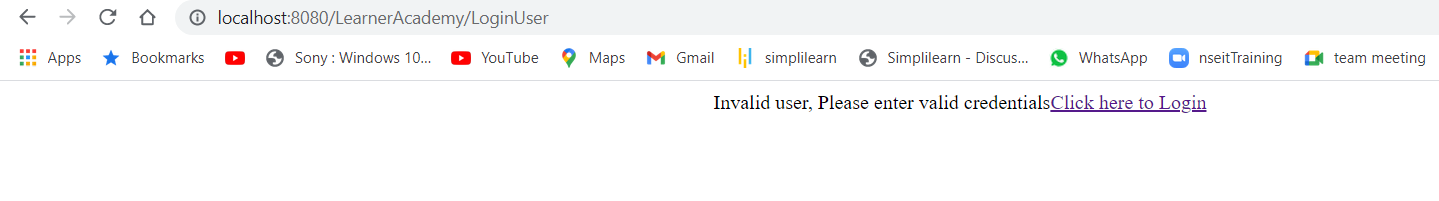 localhost:8080/LearnerAcademy/LoginUser
Apps Bookmarks Sony : Windows 10... YouTube Maps Gmail simplilearn Simplilearn - Discus... WhatsApp nseitTraining team meeting
Invalid user, Please enter valid credentialsClick here to Login